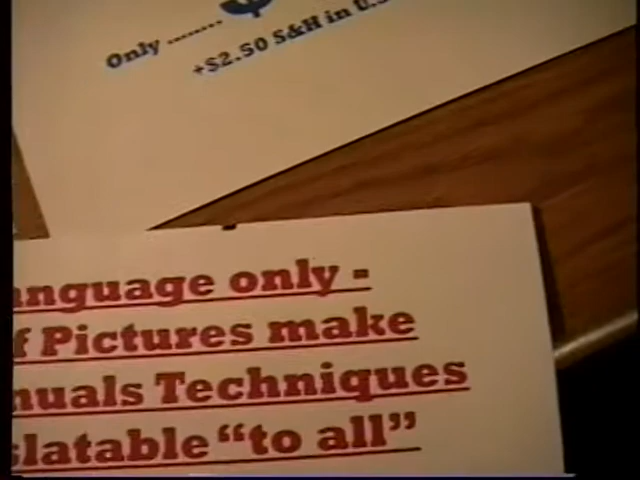 Only ........ $
+$2.50 S&H in U.S
anguage only -
f Pictures make
nuals Techniques
slatable "to all"